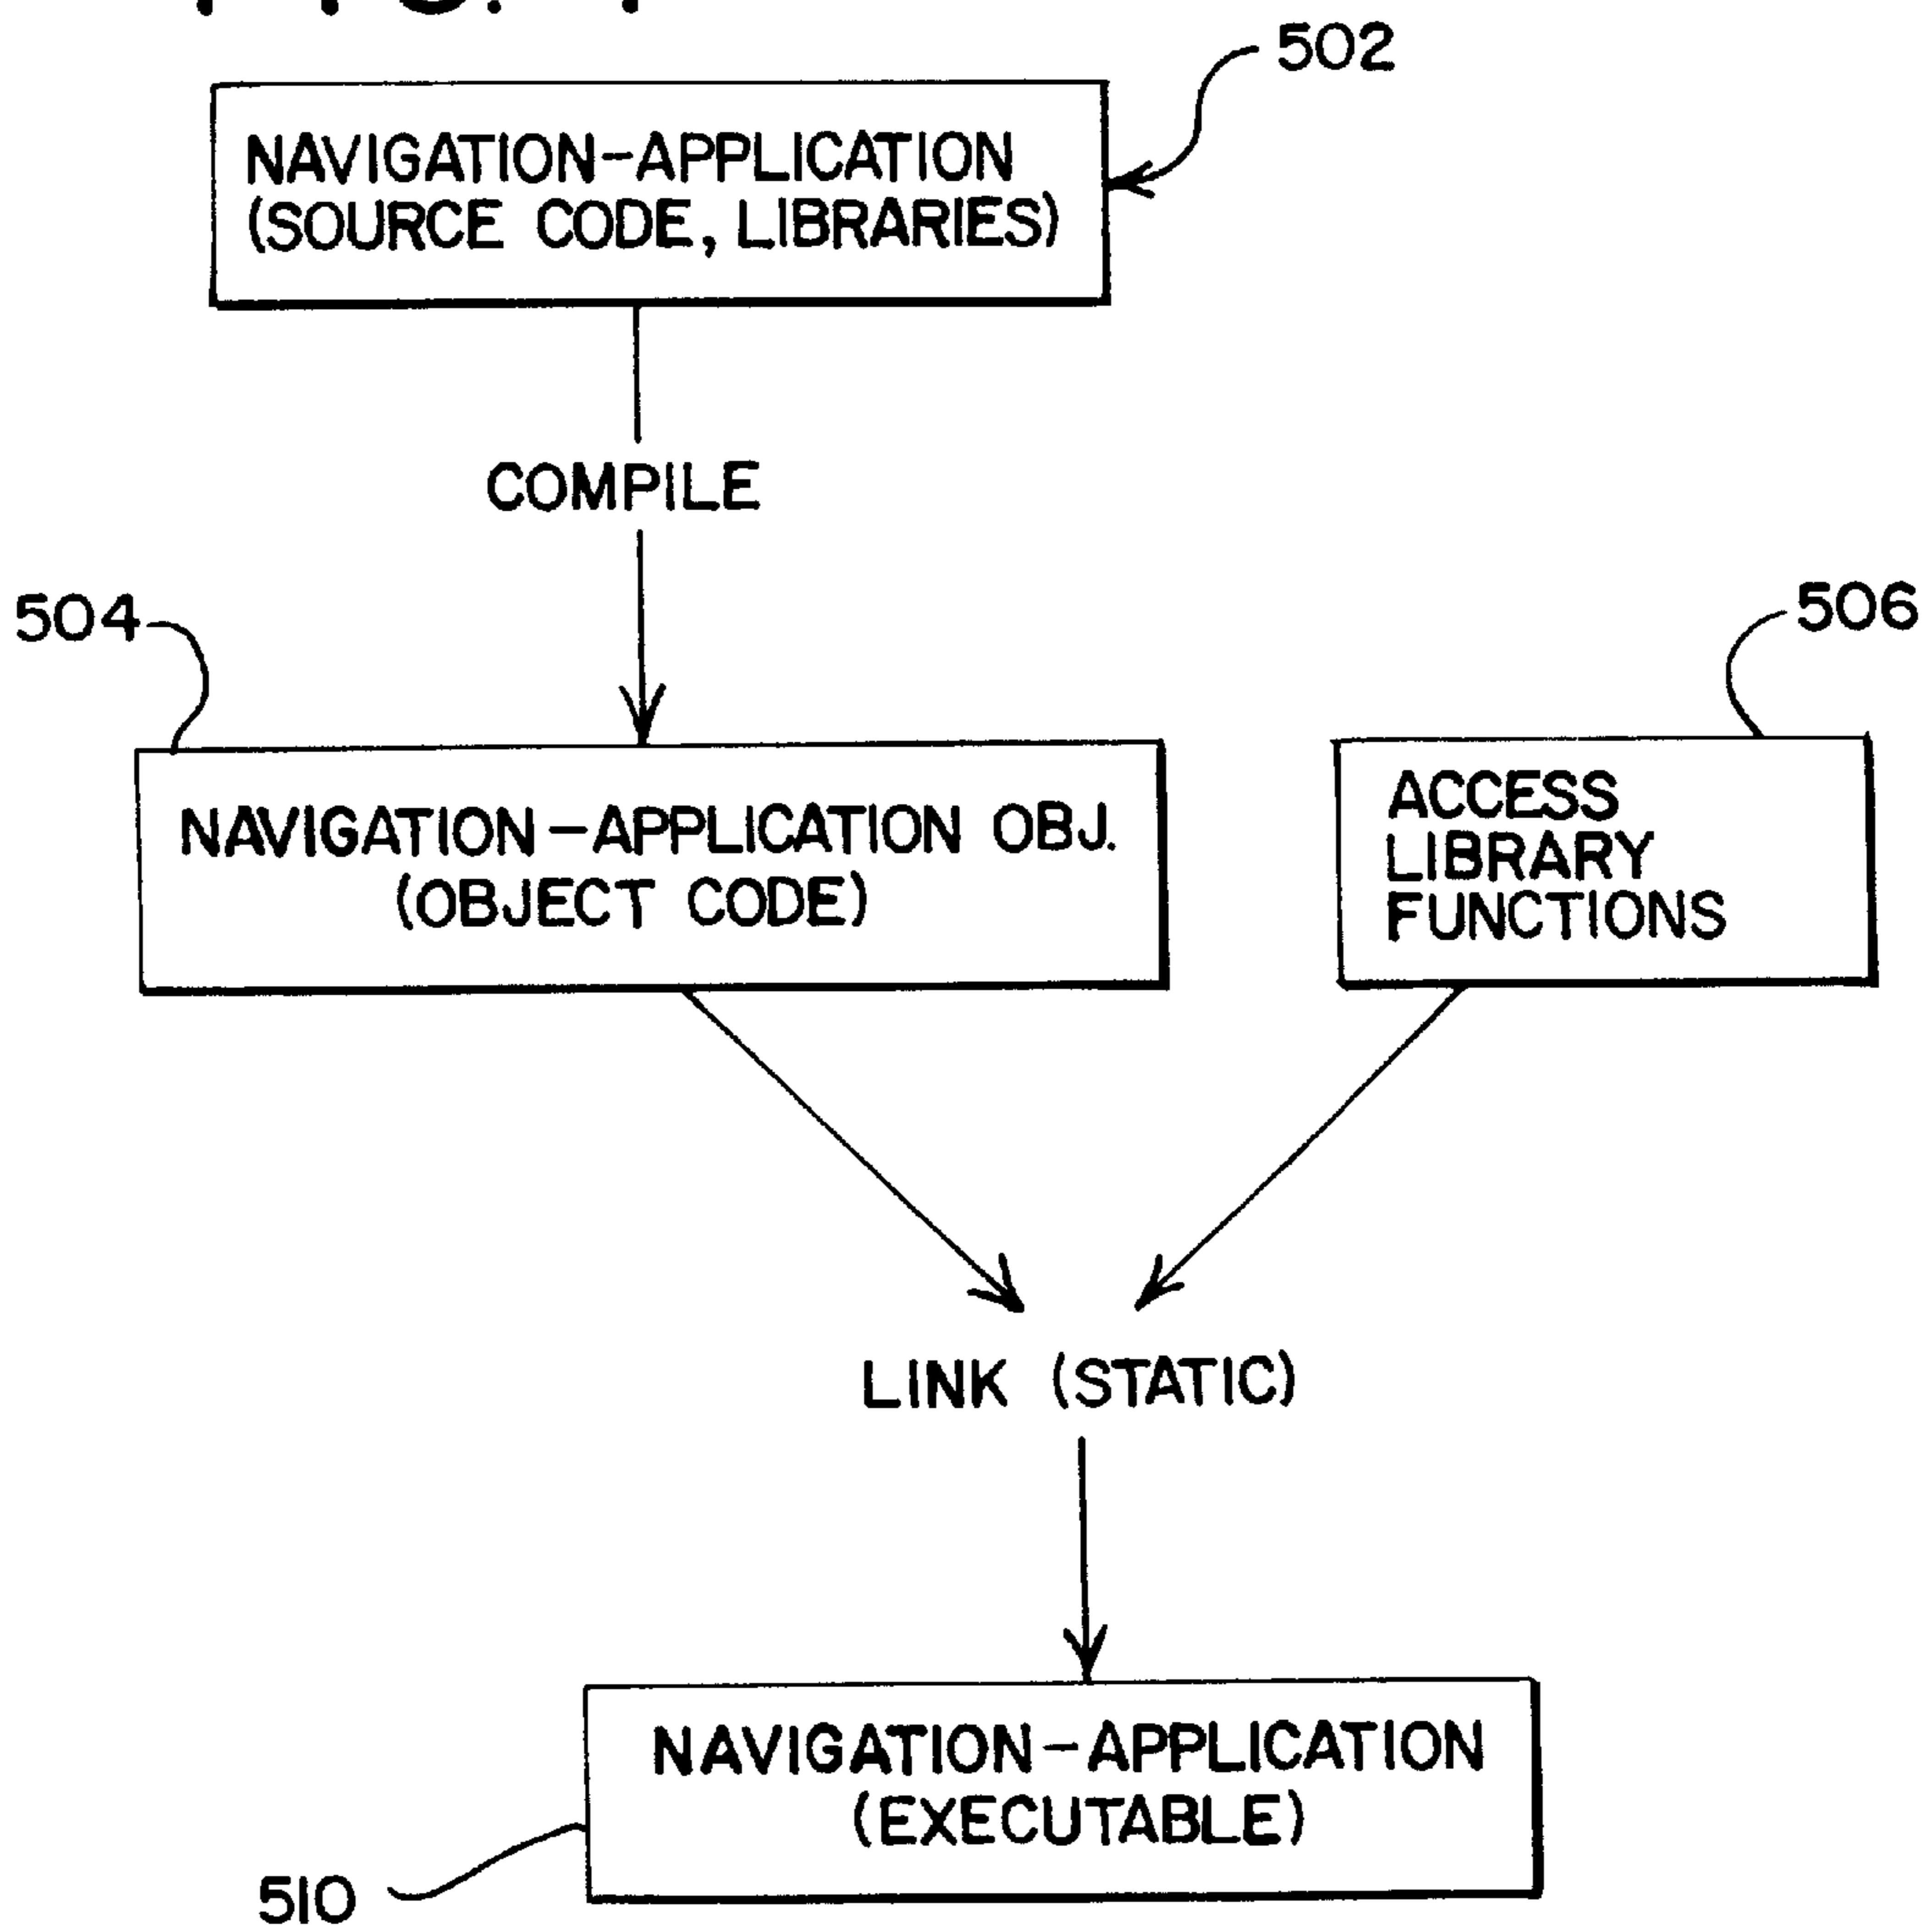 502
NAVIGATION-APPLICATION
(SOURCE CODE, LIBRARIES)
COMPILE
504
506
NAVIGATION-APPLICATION OBJ.
(OBJECT CODE)
ACCESS
LIBRARY
FUNCTIONS
LINK (STATIC)
NAVIGATION-APPLICATION
(EXECUTABLE)
510